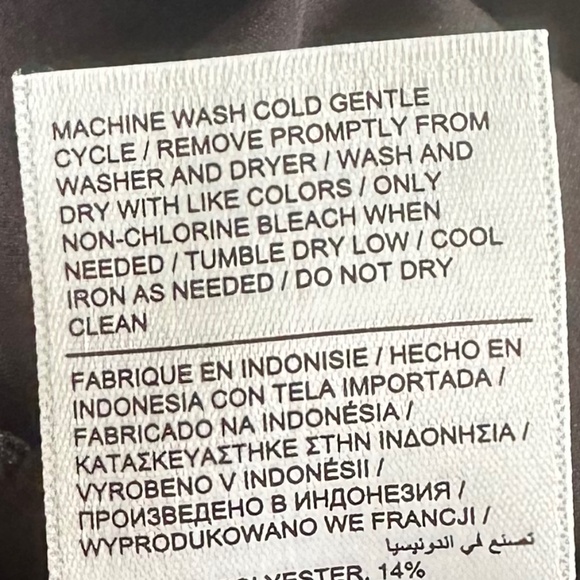 MACHINE WASH COLD GENTLE
CYCLE / REMOVE PROMPTLY FROM
WASHER AND DRYER / WASH AND
DRY WITH LIKE COLORS / ONLY
NON-CHLORINE BLEACH WHEN
NEEDED / TUMBLE DRY LOW / COOL
IRON AS NEEDED / DO NOT DRY
CLEAN
FABRIQUE EN INDONISIE / HECHO EN
INDONESIA CON TELA IMPORTADA /
FABRICADO NA INDONÉSIA /
ΚΑΤΑΣΚΕΥΑΣΤΗΚΕ ΣΤΗΝ ΙΝΔΟΝΗΣΙΑ /
VYROBENO V INDONÉSII /
ПРОИЗВЕДЕНО В ИНДОНЕЗИЯ /
WYPRODUKOWANO WE FRANCJI /
تصنع في اندونيسيا
14%